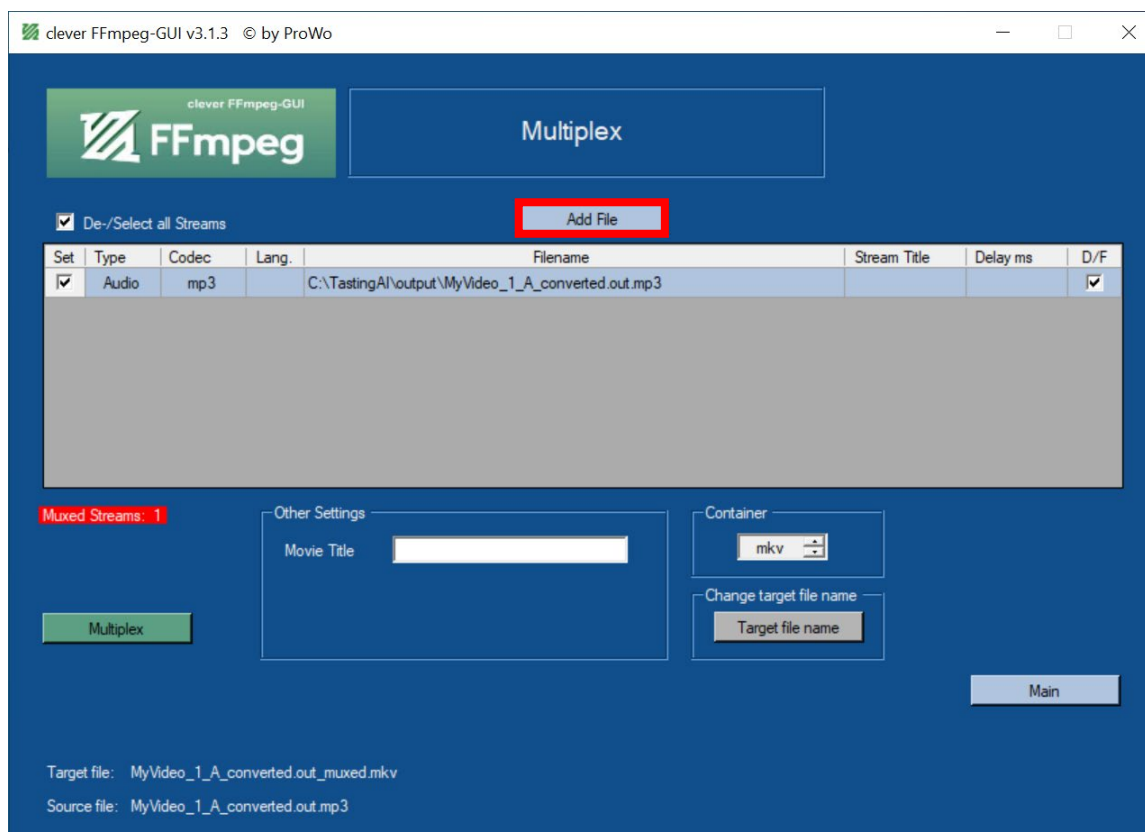 clever FFmpeg-GUI v3.1.3 © by ProWo
clever FFmpeg-GUI
FFmpeg
Multiplex
De-/Select all Streams
Add File
Set Type Codec Lang. Filename Stream Title Delay ms D/F
Audio mp3 C:\TastingAI\output\MyVideo_1_A_converted.out.mp3
Muxed Streams: 1
Other Settings
Movie Title
Container
mkv
Change target file name
Target file name
Multiplex
Main
Target file: MyVideo_1_A_converted.out_muxed.mkv
Source file: MyVideo_1_A_converted.out.mp3